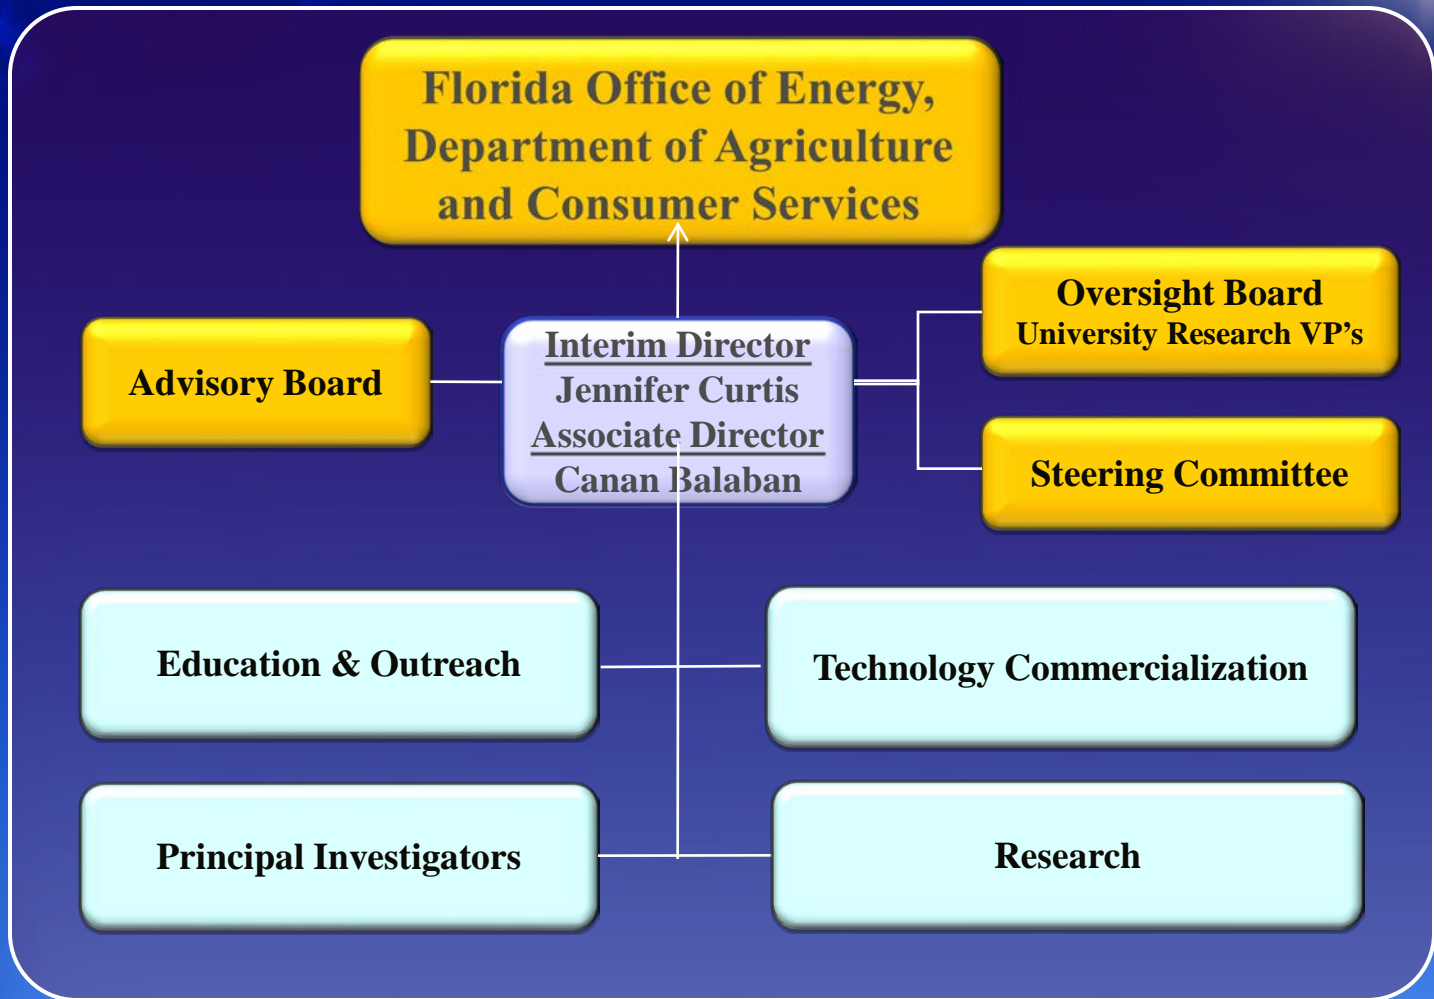 Florida Office of Energy,
Department of Agriculture
and Consumer Services
Oversight Board
University Research VP's
Advisory Board
Interim Director
Jennifer Curtis
Associate Director
Canan Balaban
Steering Committee
Education & Outreach
Technology Commercialization
Principal Investigators
Research